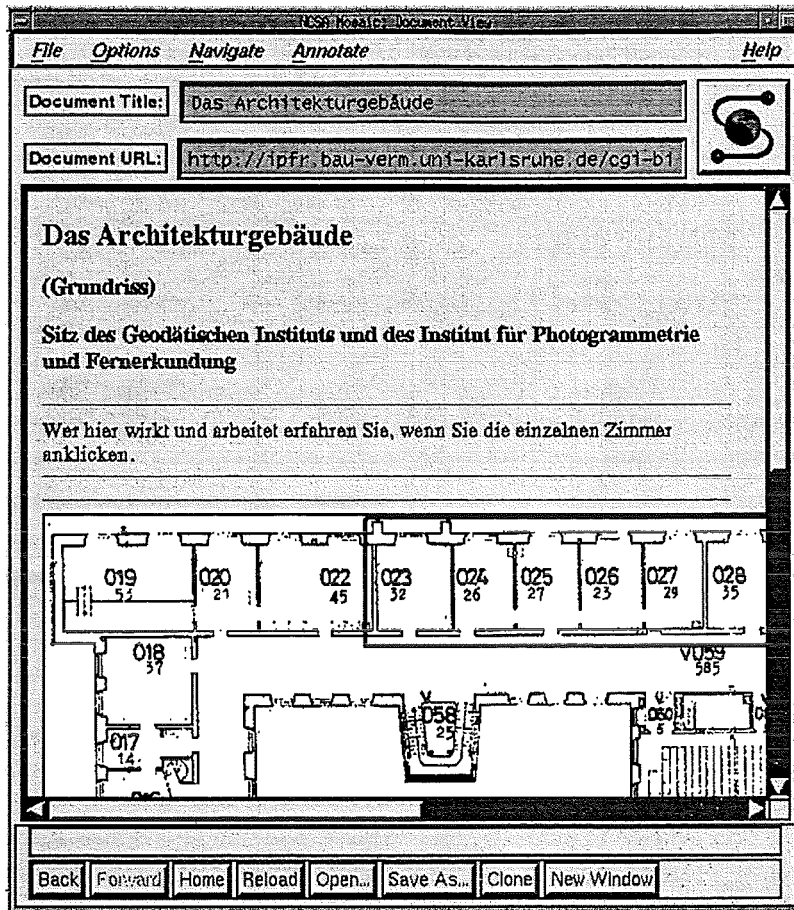 NCSA Mosaic: Document View
File Options Navigate Annotate Help
Document Title: Das Architekturgebäude
Document URL: http://ipfr.bau-verm.uni-karlsruhe.de/cgi-bi
Das Architekturgebäude
(Grundriss)
Sitz des Geodätischen Instituts und des Institut für Photogrammetrie
und Fernerkundung
Wer hier wirkt und arbeitet erfahren Sie, wenn Sie die einzelnen Zimmer
anklicken.
019 020 022 023 024 025 026 027 028
53 21 45 32 26 27 23 29 35
018 V059
37 585
V
058
25
017
14
Back Forward Home Reload Open... Save As... Clone New Window